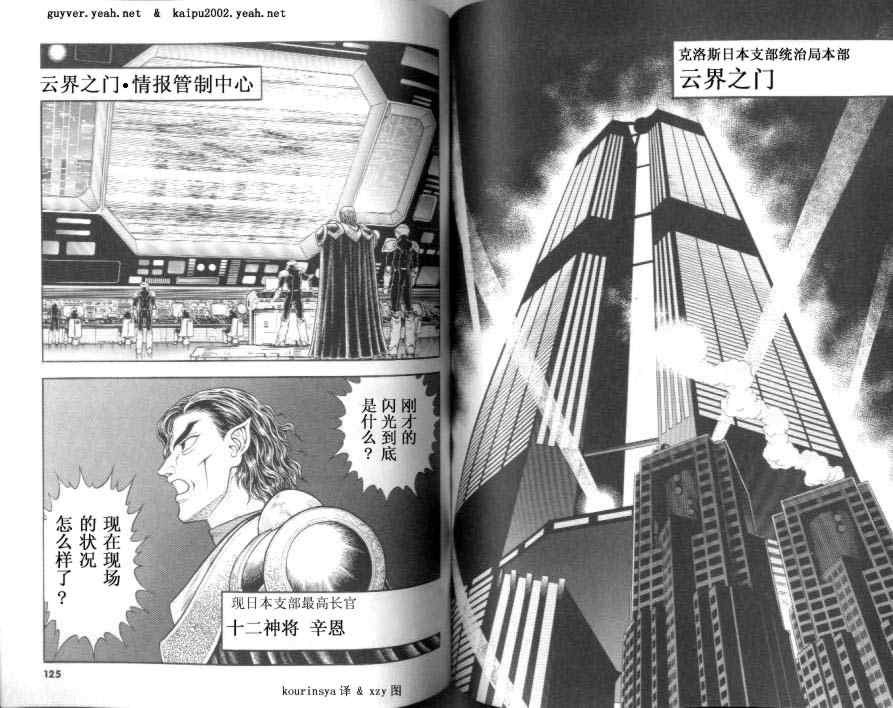 guyver.yeah.net & kaipu2002.yeah.net
克洛斯日本支部统治局本部
云界之门
云界之门•情报管制中心
刚才的
闪光到底
是什么？
现在现场
的状况
怎么样了？
现日本支部最高长官
十二神将 辛恩
125
kourinsya 译 & xzy 图